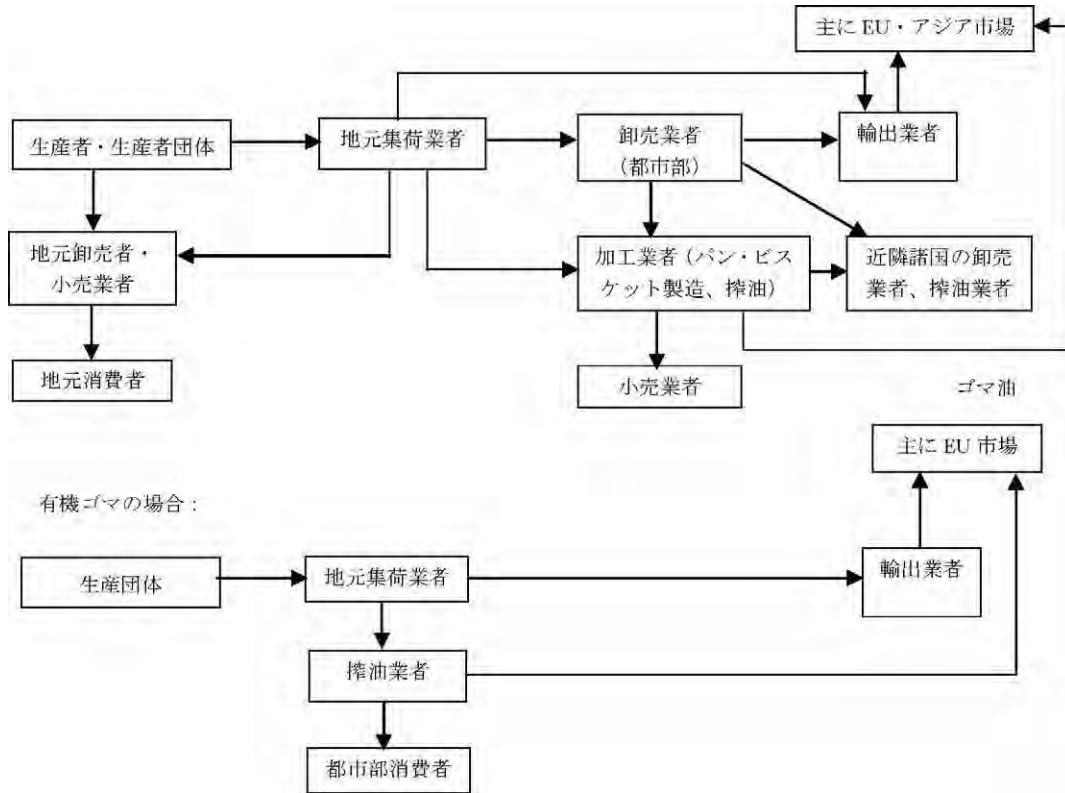 主に EU・アジア市場
生産者・生産者団体
地元集荷業者
卸売業者
（都市部）
輸出業者
地元卸売者・
小売業者
加工業者（パン・ビス
ケット製造、搾油）
近隣諸国の卸売
業者、搾油業者
地元消費者
小売業者
ゴマ油
主に EU 市場
有機ゴマの場合：
生産団体
地元集荷業者
輸出業者
搾油業者
都市部消費者